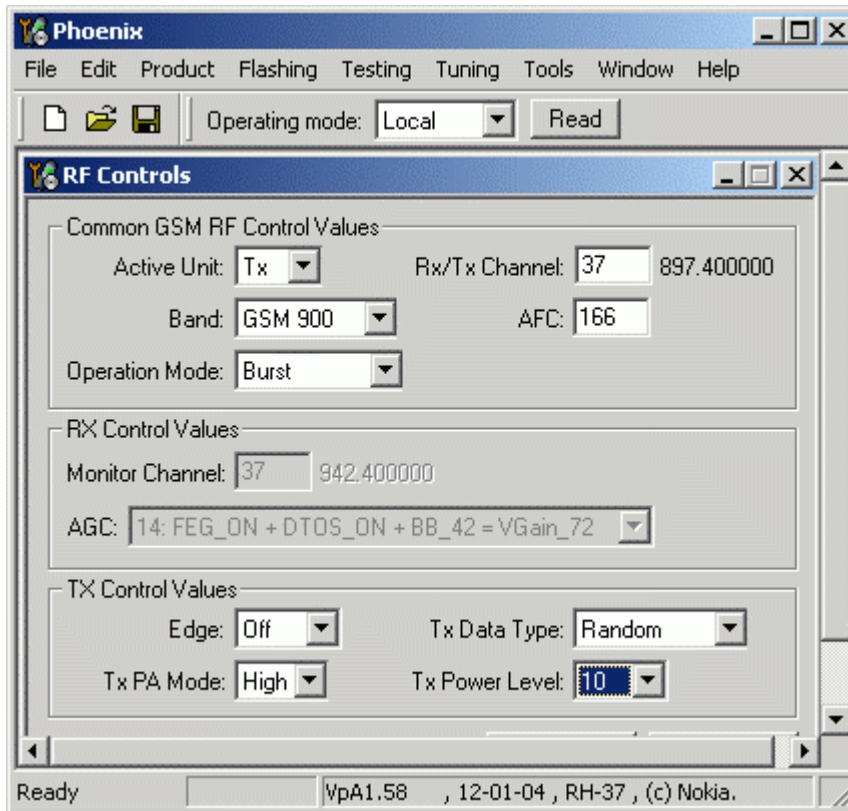 Phoenix
File Edit Product Flashing Testing Tuning Tools Window Help
Operating mode: Local Read
RF Controls
Common GSM RF Control Values
Active Unit: Tx Rx/Tx Channel: 37 897.400000
Band: GSM 900 AFC: 166
Operation Mode: Burst
RX Control Values
Monitor Channel: 37 942.400000
AGC: 14: FEG_ON + DTOS_ON + BB_42 = VGain_72
TX Control Values
Edge: Off Tx Data Type: Random
Tx PA Mode: High Tx Power Level: 10
Ready VpA1.58 , 12-01-04 , RH-37 , (c) Nokia.